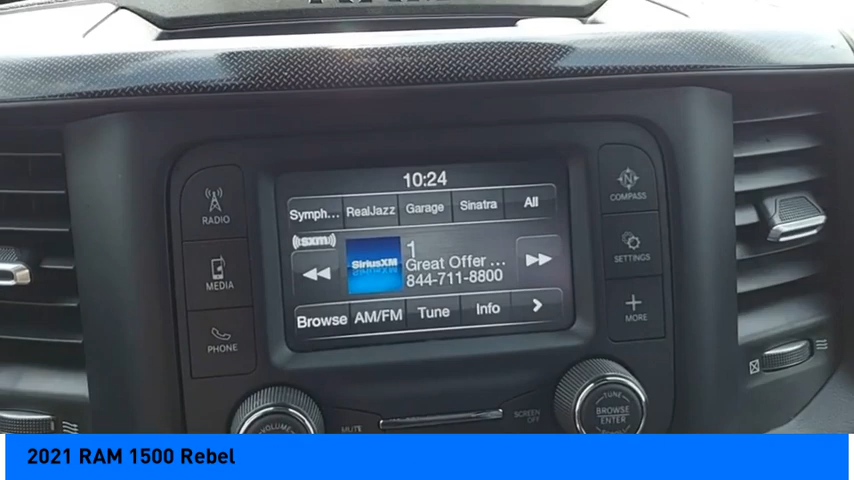 10:24
Symph... RealJazz Garage Sinatra All
((sxm))
SiriusXM
1
Great Offer ...
844-711-8800
Browse AM/FM Tune Info >
RADIO
MEDIA
PHONE
N
COMPASS
SETTINGS
MORE
VOLUME
MUTE
SCREEN OFF
TUNE
BROWSE
ENTER
2021 RAM 1500 Rebel